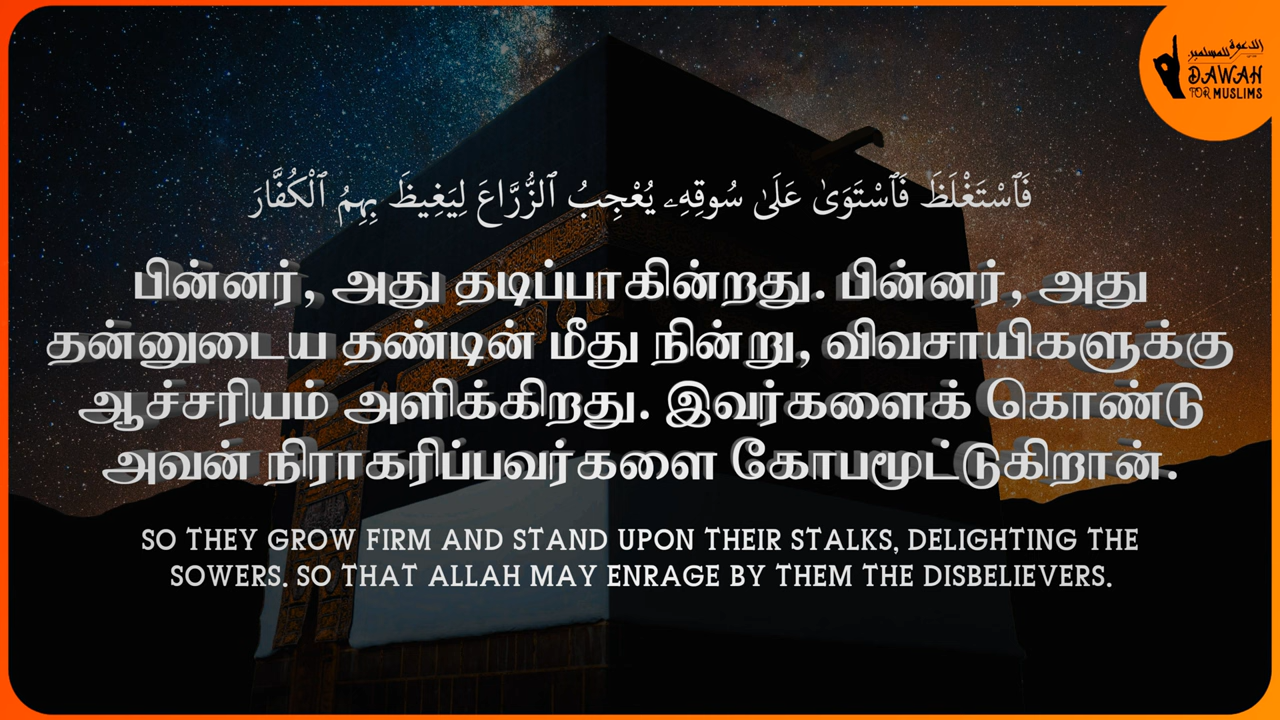 الدعوة للمسلمين
DAWAH
FOR MUSLIMS
فَٱسْتَغْلَظَ فَٱسْتَوَىٰ عَلَىٰ سُوقِهِۦ يُعْجِبُ ٱلزُّرَّاعَ لِيَغِيظَ بِهِمُ ٱلْكُفَّارَ
பின்னர், அது தடிப்பாகின்றது. பின்னர், அது
தன்னுடைய தண்டின் மீது நின்று, விவசாயிகளுக்கு
ஆச்சரியம் அளிக்கிறது. இவர்களைக் கொண்டு
அவன் நிராகரிப்பவர்களை கோபமூட்டுகிறான்.
SO THEY GROW FIRM AND STAND UPON THEIR STALKS, DELIGHTING THE
SOWERS. SO THAT ALLAH MAY ENRAGE BY THEM THE DISBELIEVERS.